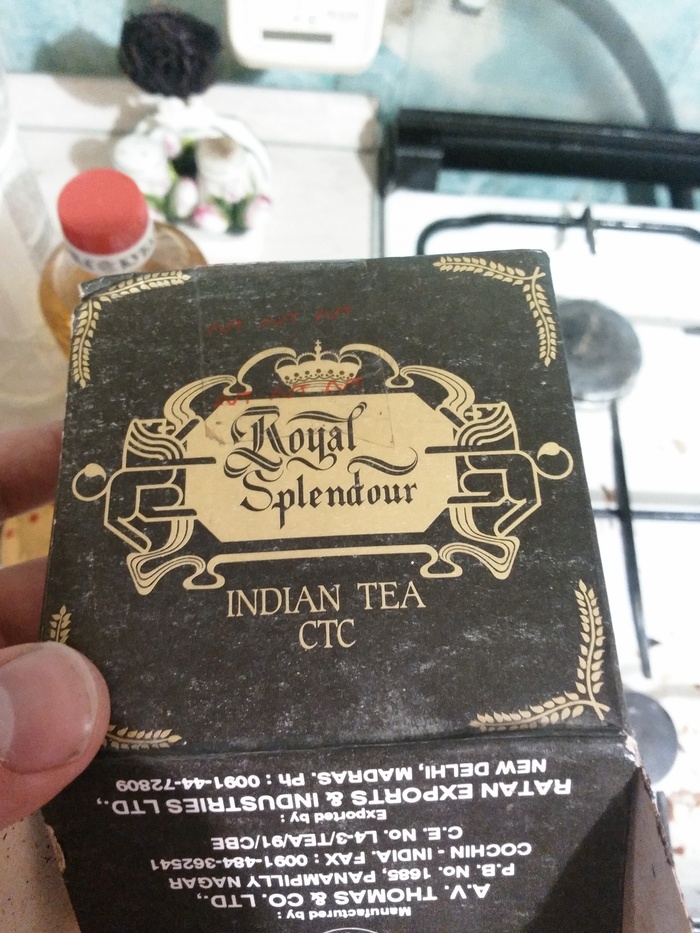 Royal
Splendour
INDIAN TEA
CTC
Manufactured by :
A.V. THOMAS & CO. LTD.,
P.B. No. 1685, PANAMPILLY NAGAR
COCHIN - INDIA. FAX : 0091-484-362541
C.E. No. L4-3/TEA/91/CBE
Exported by :
RATAN EXPORTS & INDUSTRIES LTD.,
NEW DELHI, MADRAS. Ph : 0091-44-72809